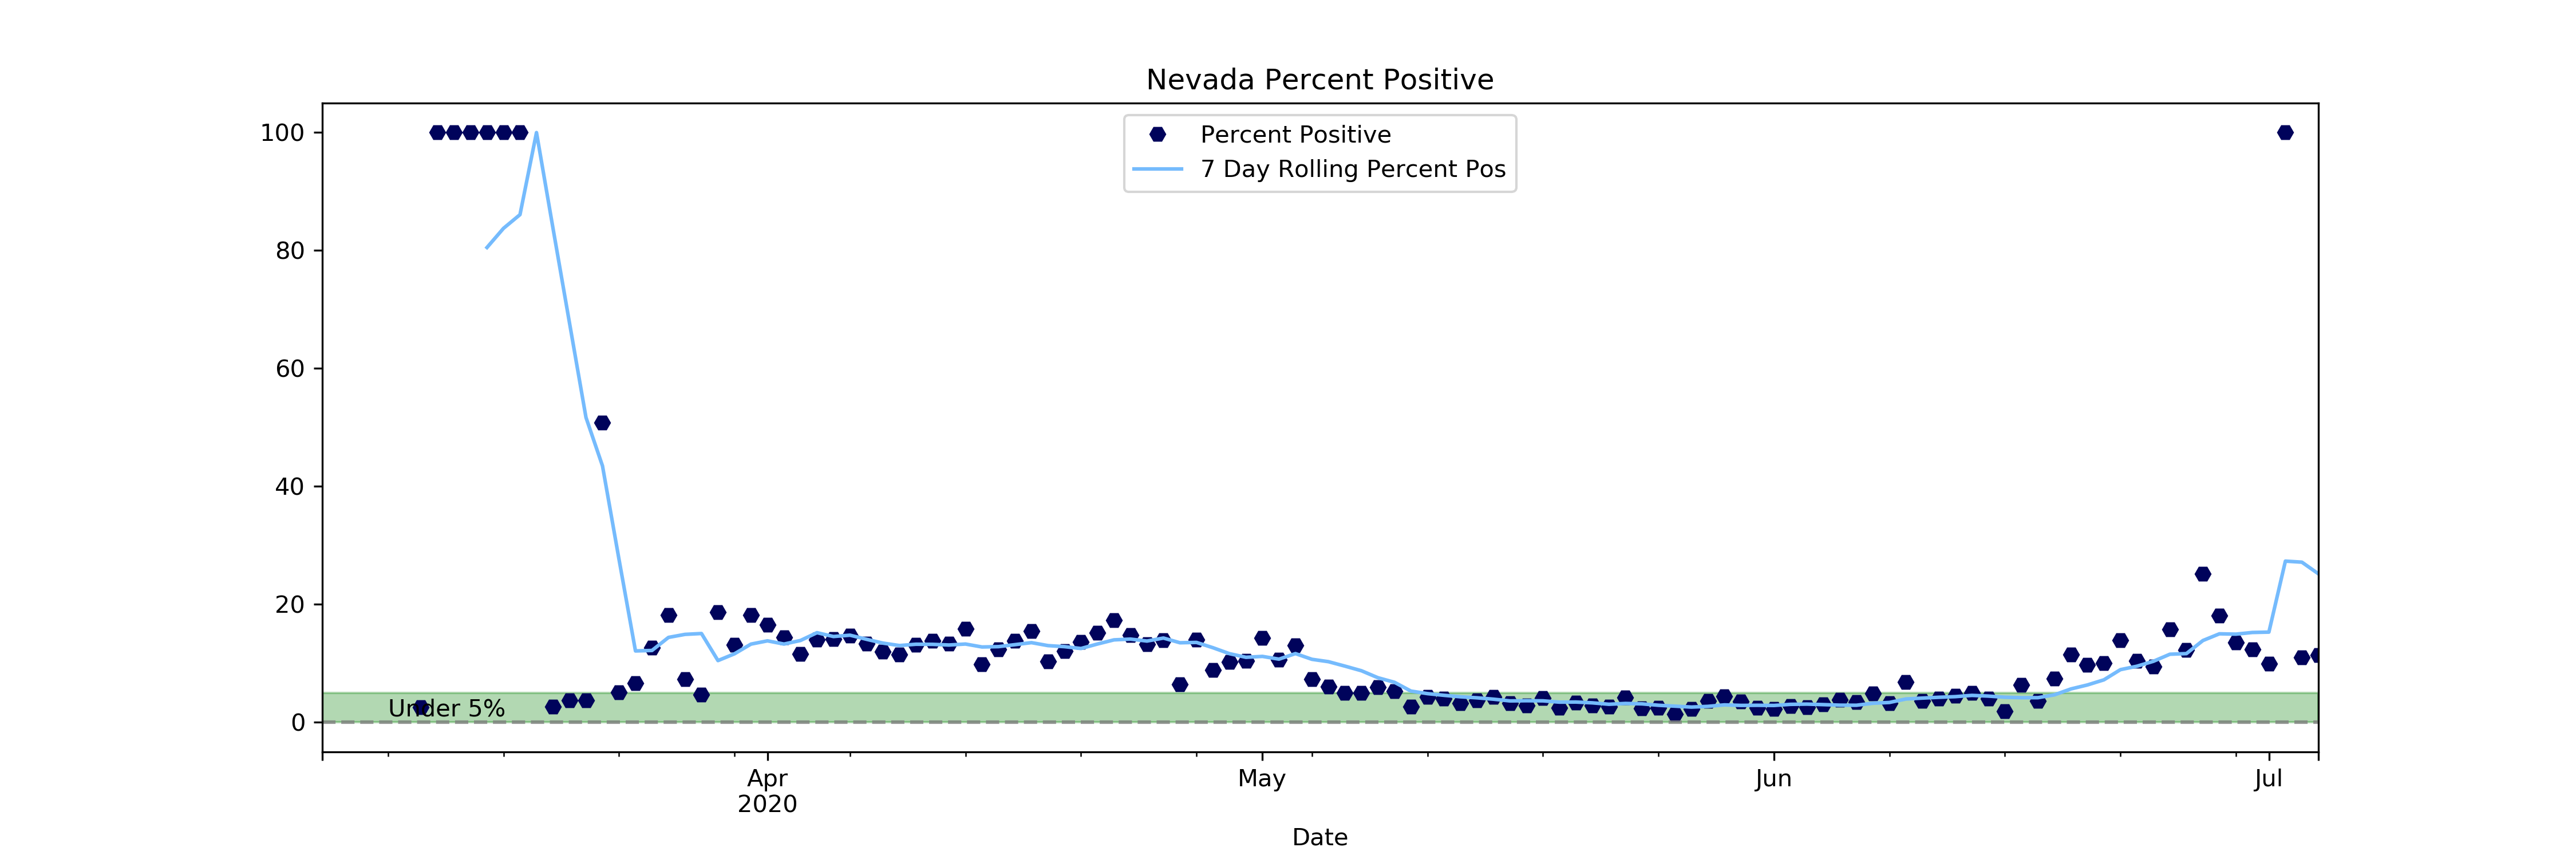 Nevada Percent Positive
Percent Positive
7 Day Rolling Percent Pos
100
80
60
40
20
0
Under 5%
Apr
2020
May
Jun
Jul
Date